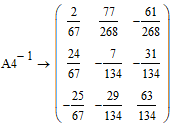 A4⁻¹ → ( 2/67 77/268 -61/268
24/67 -7/134 -31/134
-25/67 -29/134 63/134 )